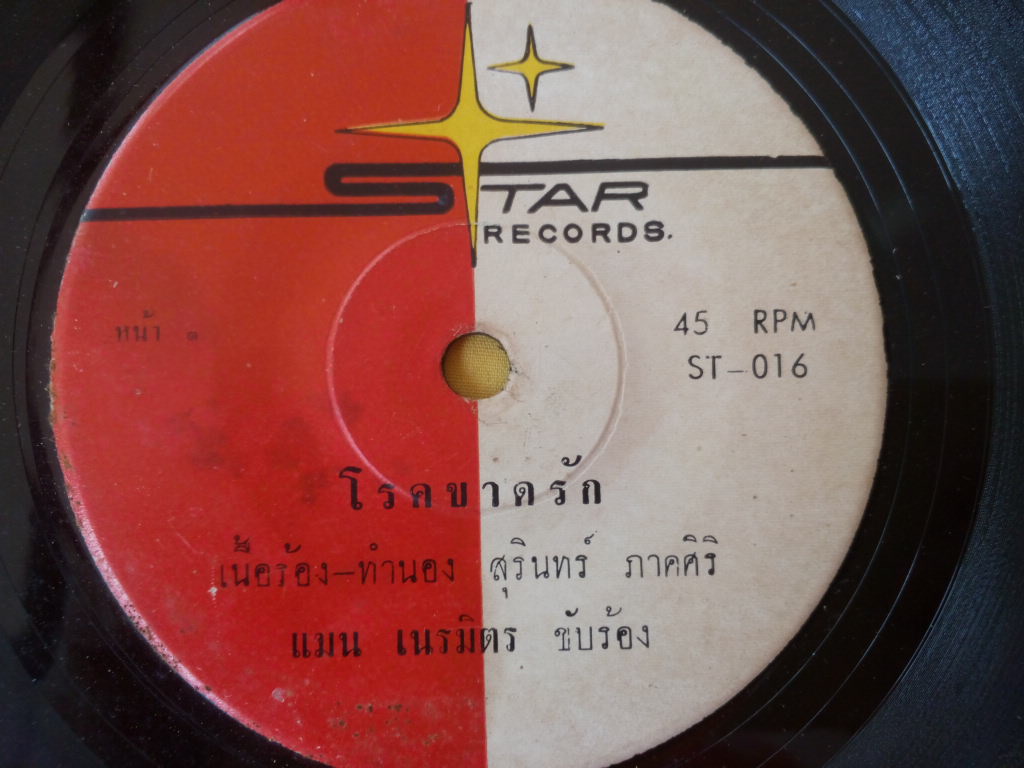 STAR
RECORDS.
หน้า ๑
45 RPM
ST-016
โรคขาดรัก
เนื้อร้อง-ทำนอง สุรินทร์ ภาคศิริ
แมน เนรมิตร ขับร้อง